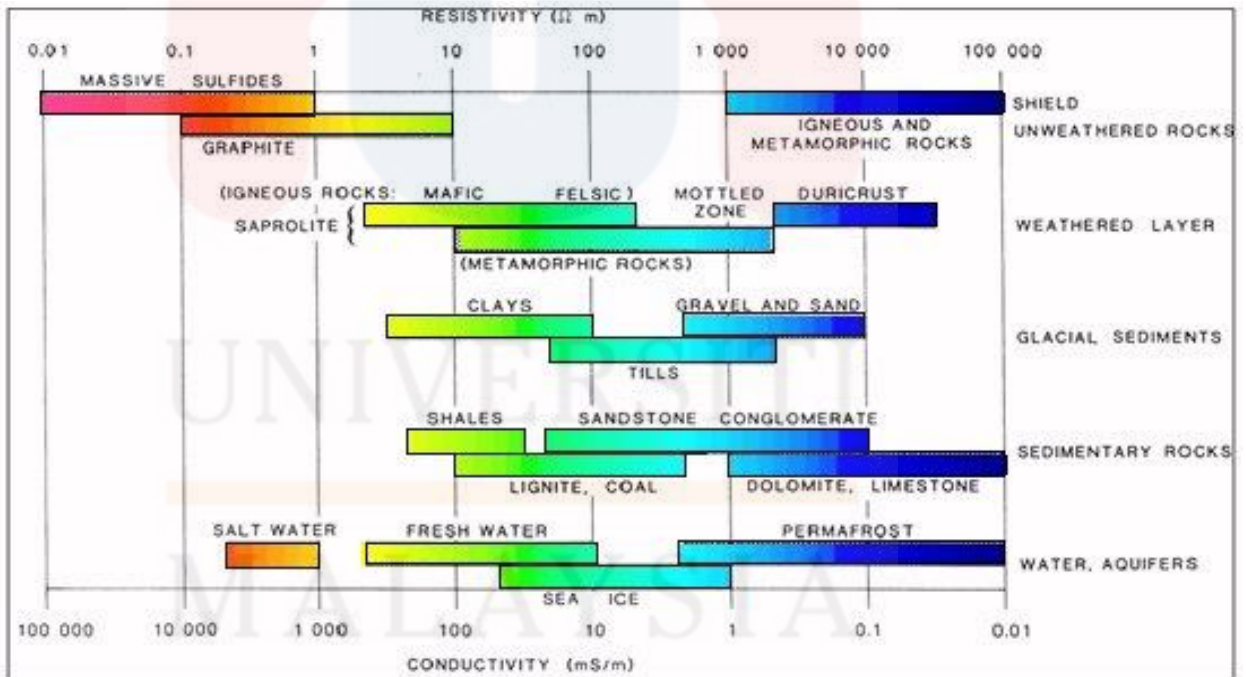 RESISTIVITY (Ω m)
0.01 0.1 1 10 100 1 000 10 000 100 000
MASSIVE SULFIDES
SHIELD
GRAPHITE
IGNEOUS AND
METAMORPHIC ROCKS
UNWEATHERED ROCKS
(IGNEOUS ROCKS: MAFIC FELSIC) MOTTLED
ZONE
DURICRUST
SAPROLITE {
WEATHERED LAYER
(METAMORPHIC ROCKS)
CLAYS GRAVEL AND SAND
GLACIAL SEDIMENTS
TILLS
SHALES SANDSTONE CONGLOMERATE
SEDIMENTARY ROCKS
LIGNITE, COAL DOLOMITE, LIMESTONE
SALT WATER FRESH WATER PERMAFROST
WATER, AQUIFERS
SEA ICE
100 000 10 000 1 000 100 10 1 0.1 0.01
CONDUCTIVITY (mS/m)
UNIVERSITI
MALAYSIA